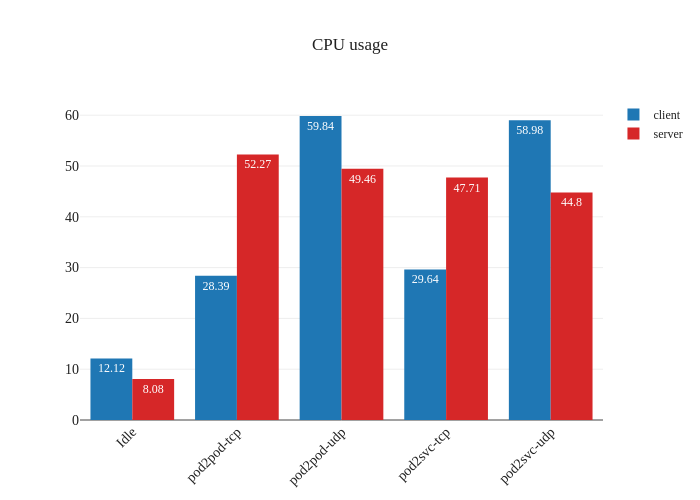 CPU usage
client
server
60
50
40
30
20
10
0
12.12
8.08
28.39
52.27
59.84
49.46
29.64
47.71
58.98
44.8
Idle
pod2pod-tcp
pod2pod-udp
pod2svc-tcp
pod2svc-udp